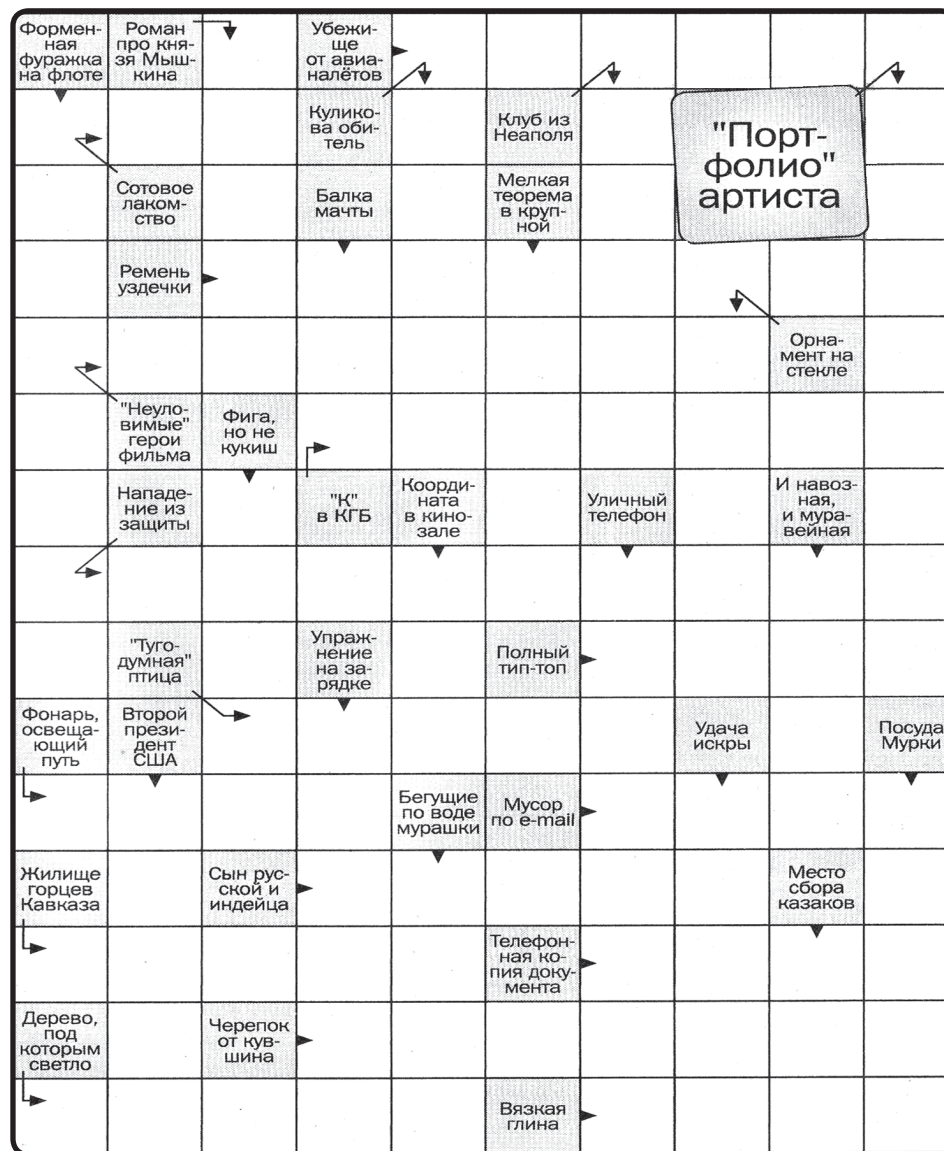 Формен-
ная
фуражка
на флоте
Роман
про кня-
зя Мыш-
кина
Убежи-
ще
от авиа-
налётов
Кулико-
ва оби-
тель
Клуб из
Неаполя
"Порт-
фолио"
артиста
Сотовое
лаком-
ство
Балка
мачты
Мелкая
теорема
в круп-
ной
Ремень
уздечки
Орна-
мент на
стекле
"Неуло-
вимые"
герои
фильма
Фига,
но не
кукиш
Нападе-
ние из
защиты
"К"
в КГБ
Коорди-
ната
в кино-
зале
Уличный
телефон
И навоз-
ная,
и мура-
вейная
"Туго-
думная"
птица
Упраж-
нение
на за-
рядке
Полный
тип-топ
Фонарь,
освеща-
ющий
путь
Второй
прези-
дент
США
Удача
искры
Посуда
Мурки
Бегущие
по воде
мурашки
Мусор
по e-mail
Жилище
горцев
Кавказа
Сын рус-
ской и
индейца
Место
сбора
казаков
Телефон-
ная ко-
пия доку-
мента
Дерево,
под
которым
светло
Черепок
от кув-
шина
Вязкая
глина